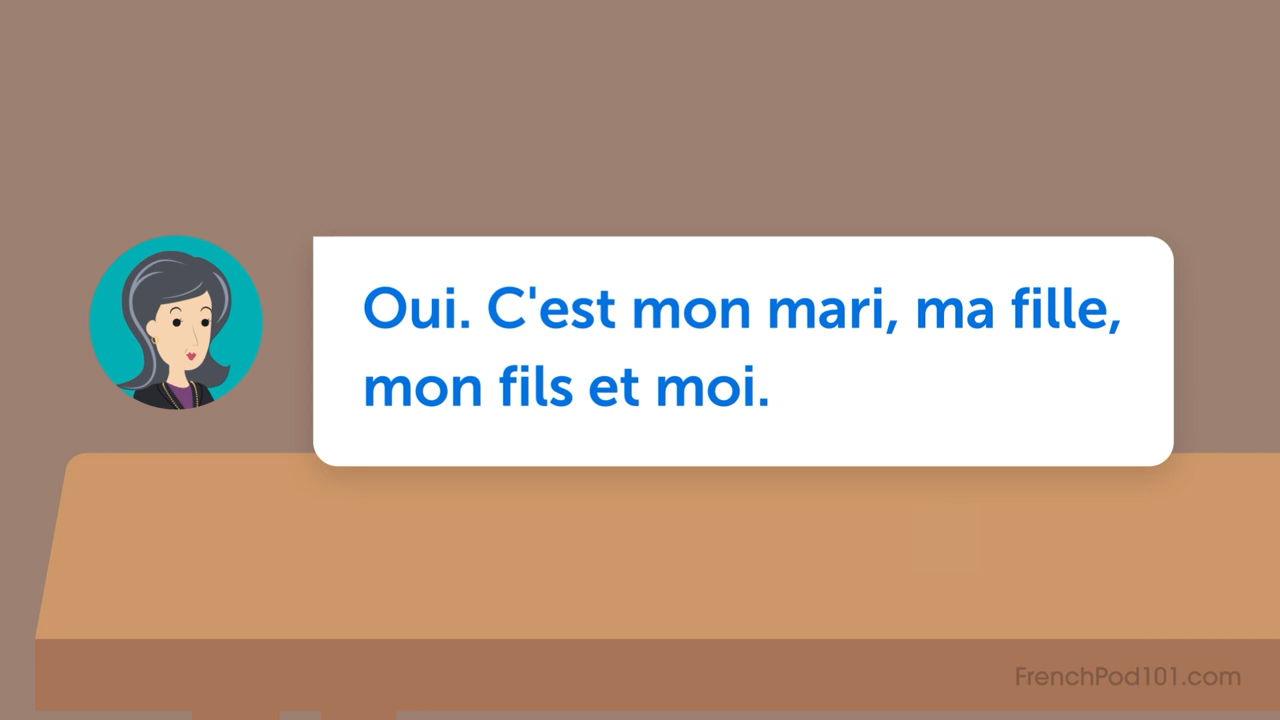 Oui. C'est mon mari, ma fille,
mon fils et moi.
FrenchPod101.com